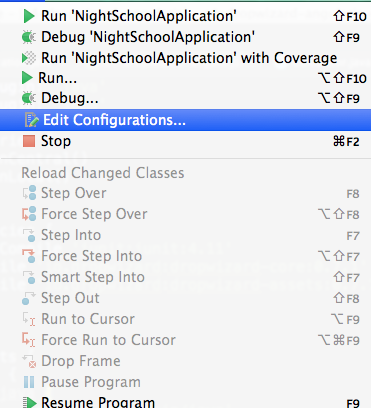 Run 'NightSchoolApplication' ⇧F10
Debug 'NightSchoolApplication' ⇧F9
Run 'NightSchoolApplication' with Coverage
Run... ⌥⇧F10
Debug... ⌥⇧F9
Edit Configurations...
Stop ⌘F2
Reload Changed Classes
Step Over F8
Force Step Over ⌥⇧F8
Step Into F7
Force Step Into ⌥⇧F7
Smart Step Into ⇧F7
Step Out ⇧F8
Run to Cursor ⌥F9
Force Run to Cursor ⌥⌘F9
Drop Frame
Pause Program
Resume Program F9